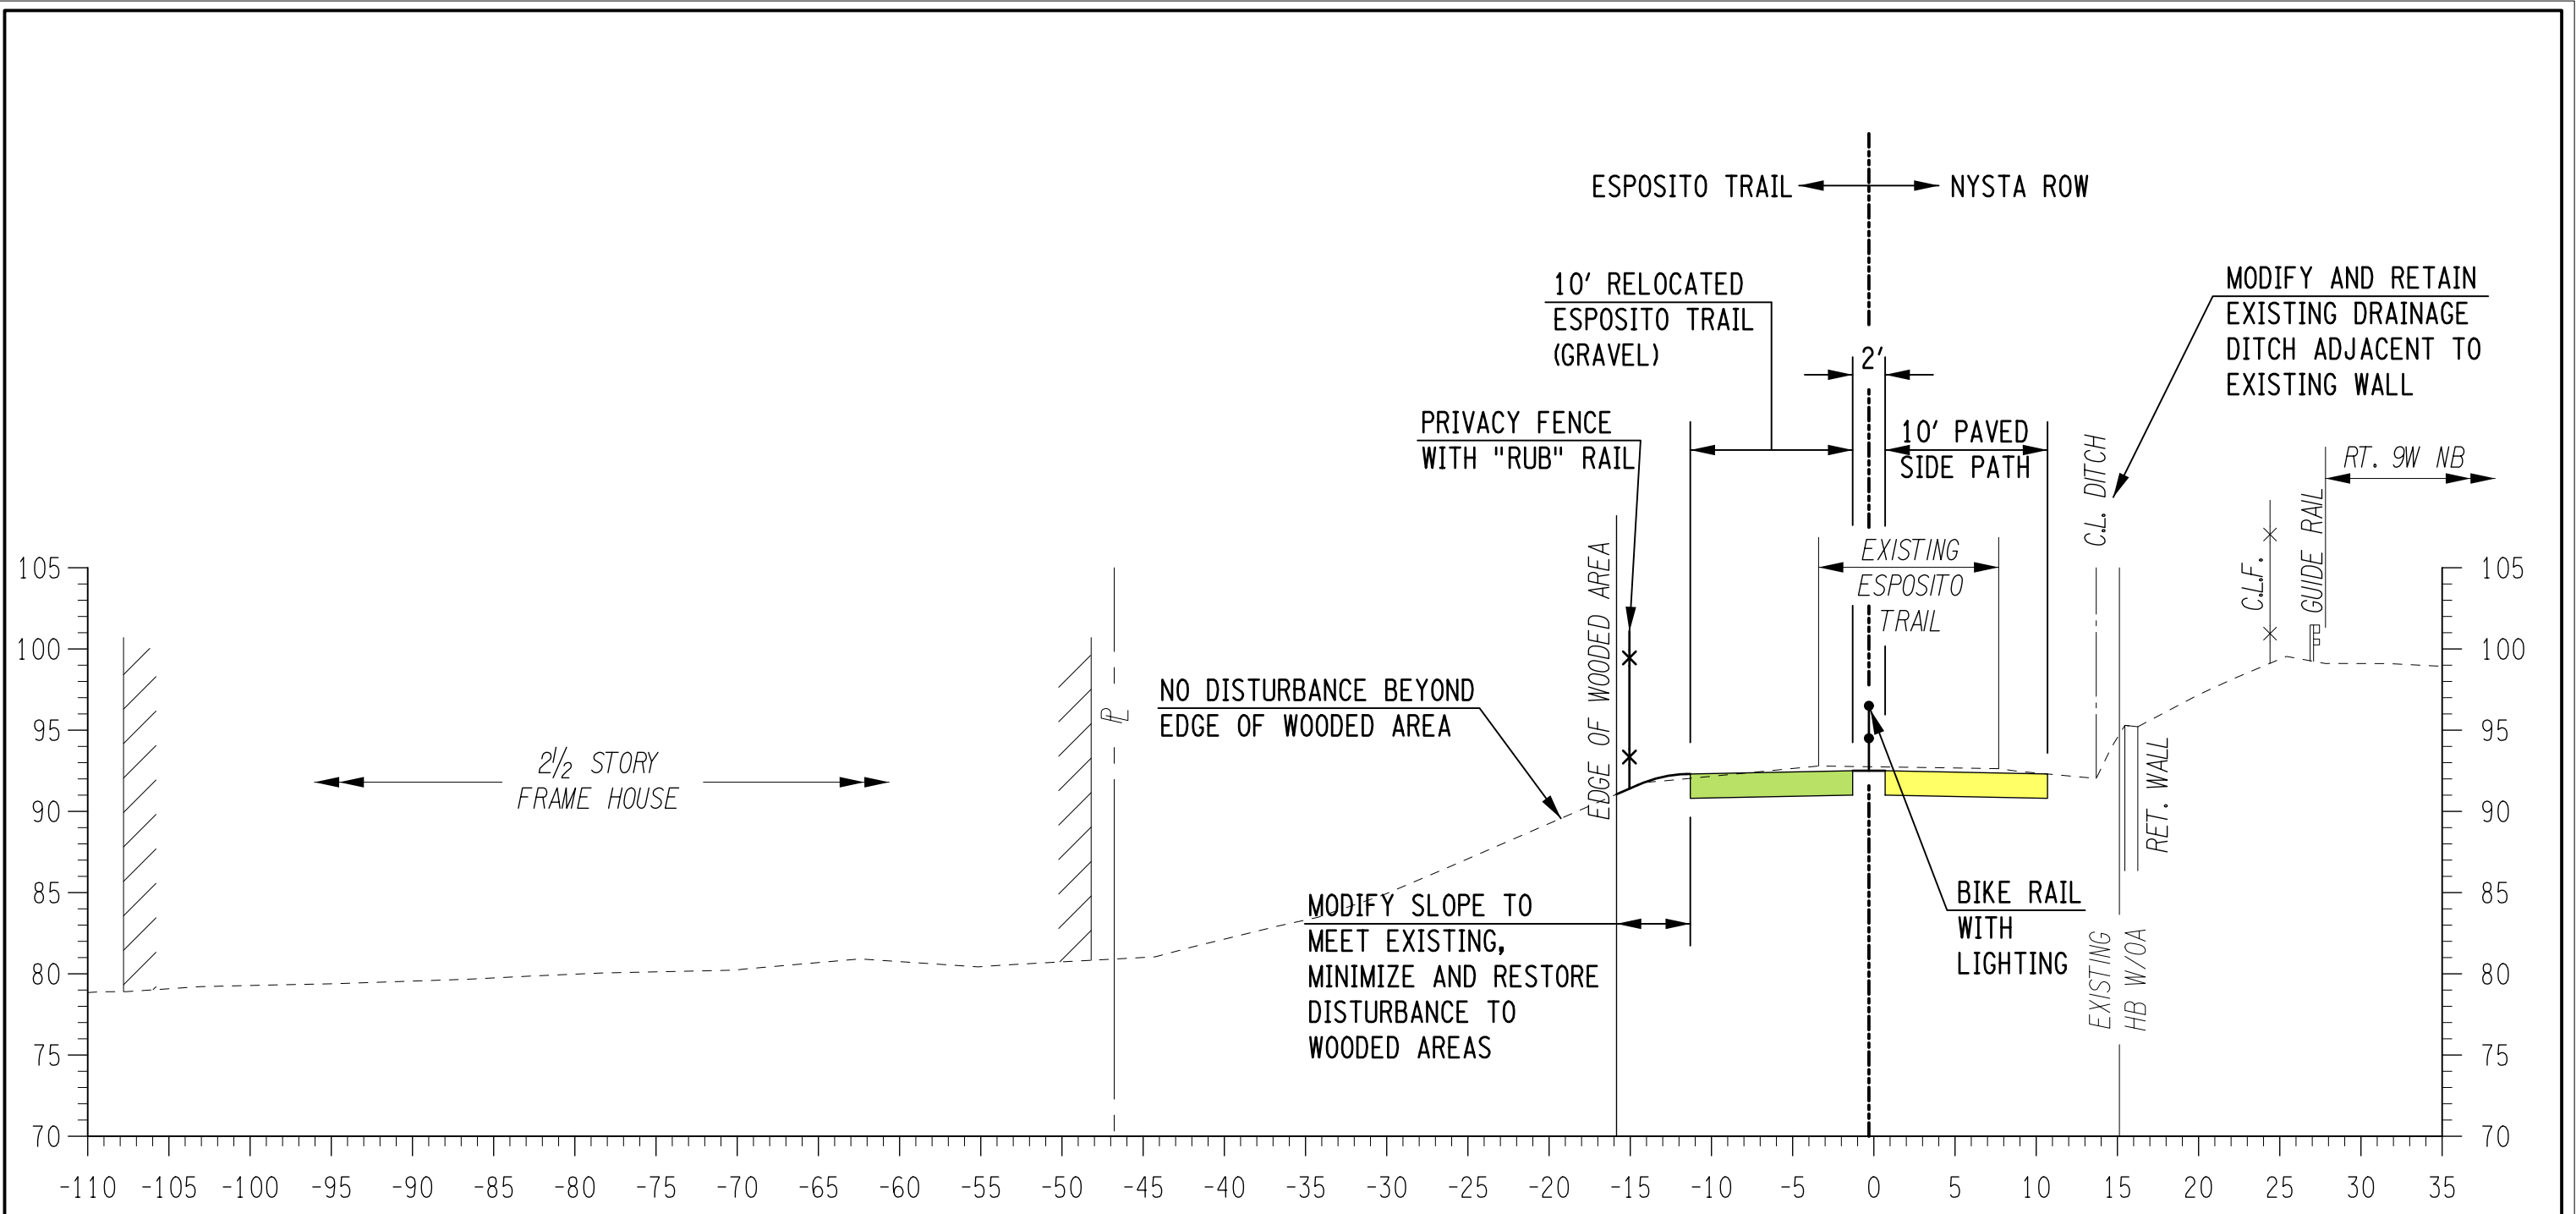 ESPOSITO TRAIL
NYSTA ROW
10' RELOCATED
ESPOSITO TRAIL
(GRAVEL)
2'
MODIFY AND RETAIN
EXISTING DRAINAGE
DITCH ADJACENT TO
EXISTING WALL
PRIVACY FENCE
WITH "RUB" RAIL
10' PAVED
SIDE PATH
C.L. DITCH
RT. 9W NB
EXISTING
ESPOSITO
TRAIL
EDGE OF WOODED AREA
C.L.F.
GUIDE RAIL
NO DISTURBANCE BEYOND
EDGE OF WOODED AREA
PL
2½ STORY
FRAME HOUSE
RET. WALL
MODIFY SLOPE TO
MEET EXISTING,
MINIMIZE AND RESTORE
DISTURBANCE TO
WOODED AREAS
BIKE RAIL
WITH
LIGHTING
EXISTING
HB W/OA
105
100
95
90
85
80
75
70
105
100
95
90
85
80
75
70
-110 -105 -100 -95 -90 -85 -80 -75 -70 -65 -60 -55 -50 -45 -40 -35 -30 -25 -20 -15 -10 -5 0 5 10 15 20 25 30 35